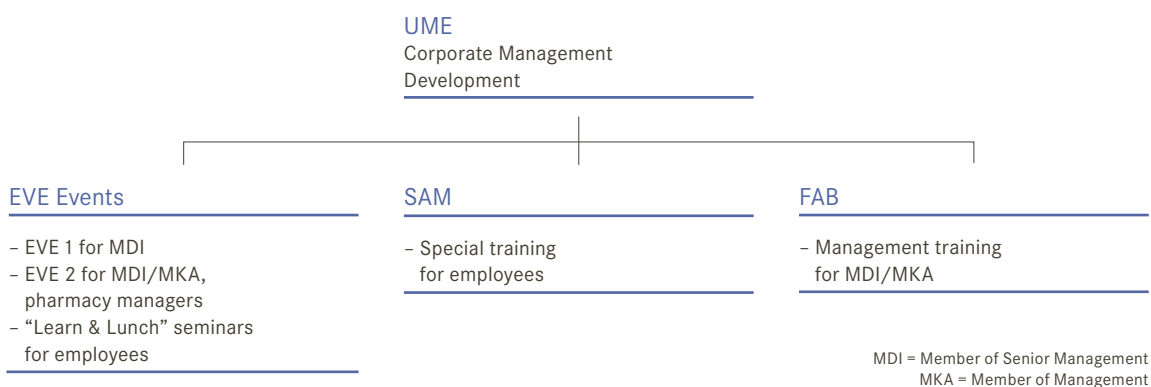 UME
Corporate Management
Development
EVE Events
– EVE 1 for MDI
– EVE 2 for MDI/MKA,
pharmacy managers
– “Learn & Lunch” seminars
for employees
SAM
– Special training
for employees
FAB
– Management training
for MDI/MKA
MDI = Member of Senior Management
MKA = Member of Management